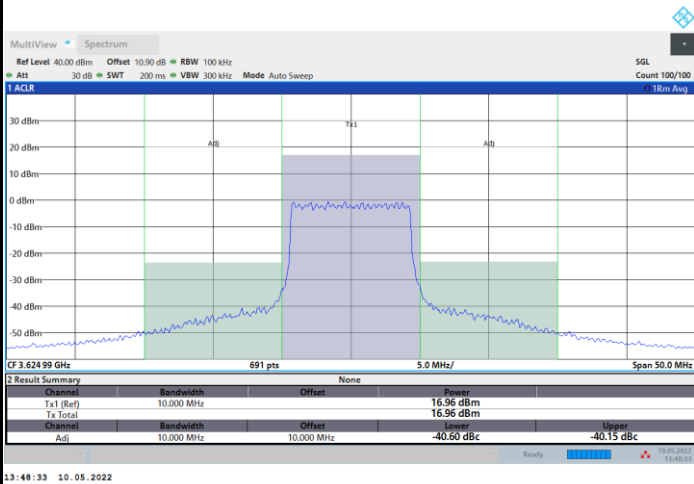 MultiView Spectrum
Ref Level 40.00 dBm Offset 10.90 dB RBW 100 kHz SGL
Att 30 dB SWT 200 ms VBW 300 kHz Mode Auto Sweep Count 100/100
1 ACLR 1Rm Avg
30 dBm
Tx1
20 dBm
Adj Adj
10 dBm
0 dBm
-10 dBm
-20 dBm
-30 dBm
-40 dBm
-50 dBm
CF 3.624 99 GHz 691 pts 5.0 MHz/ Span 50.0 MHz
2 Result Summary None
Channel Bandwidth Offset Power
Tx1 (Ref) 10.000 MHz 16.96 dBm
Tx Total 16.96 dBm
Channel Bandwidth Offset Lower Upper
Adj 10.000 MHz 10.000 MHz -40.60 dBc -40.15 dBc
Ready 10.05.2022
13:48:33
13:48:33 10.05.2022